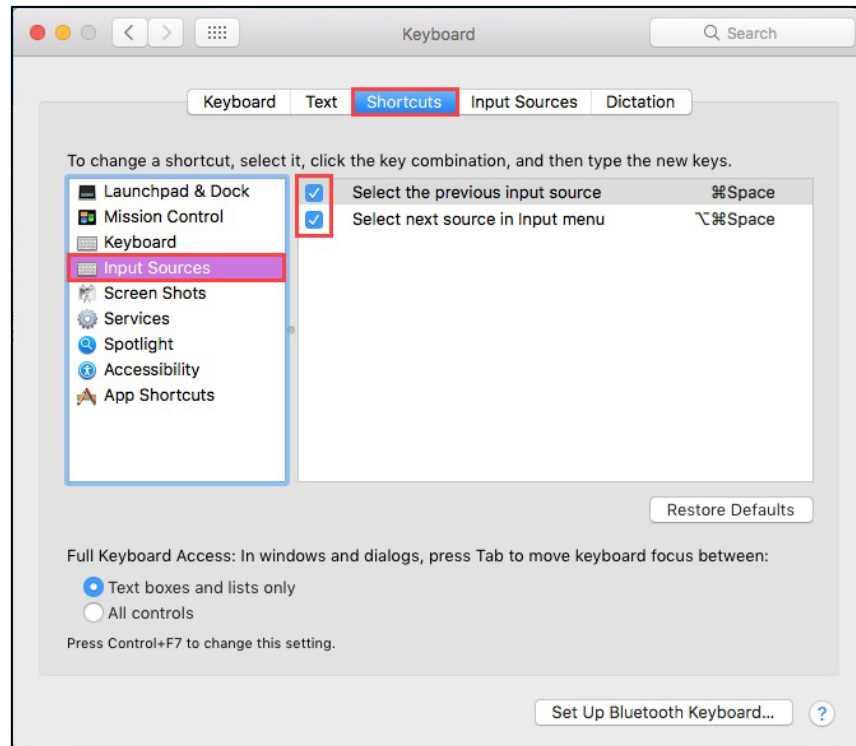 Keyboard
Search
Keyboard Text Shortcuts Input Sources Dictation
To change a shortcut, select it, click the key combination, and then type the new keys.
Launchpad & Dock
Mission Control
Keyboard
Input Sources
Screen Shots
Services
Spotlight
Accessibility
App Shortcuts
Select the previous input source ⌘Space
Select next source in Input menu ⌥⌘Space
Restore Defaults
Full Keyboard Access: In windows and dialogs, press Tab to move keyboard focus between:
Text boxes and lists only
All controls
Press Control+F7 to change this setting.
Set Up Bluetooth Keyboard... ?